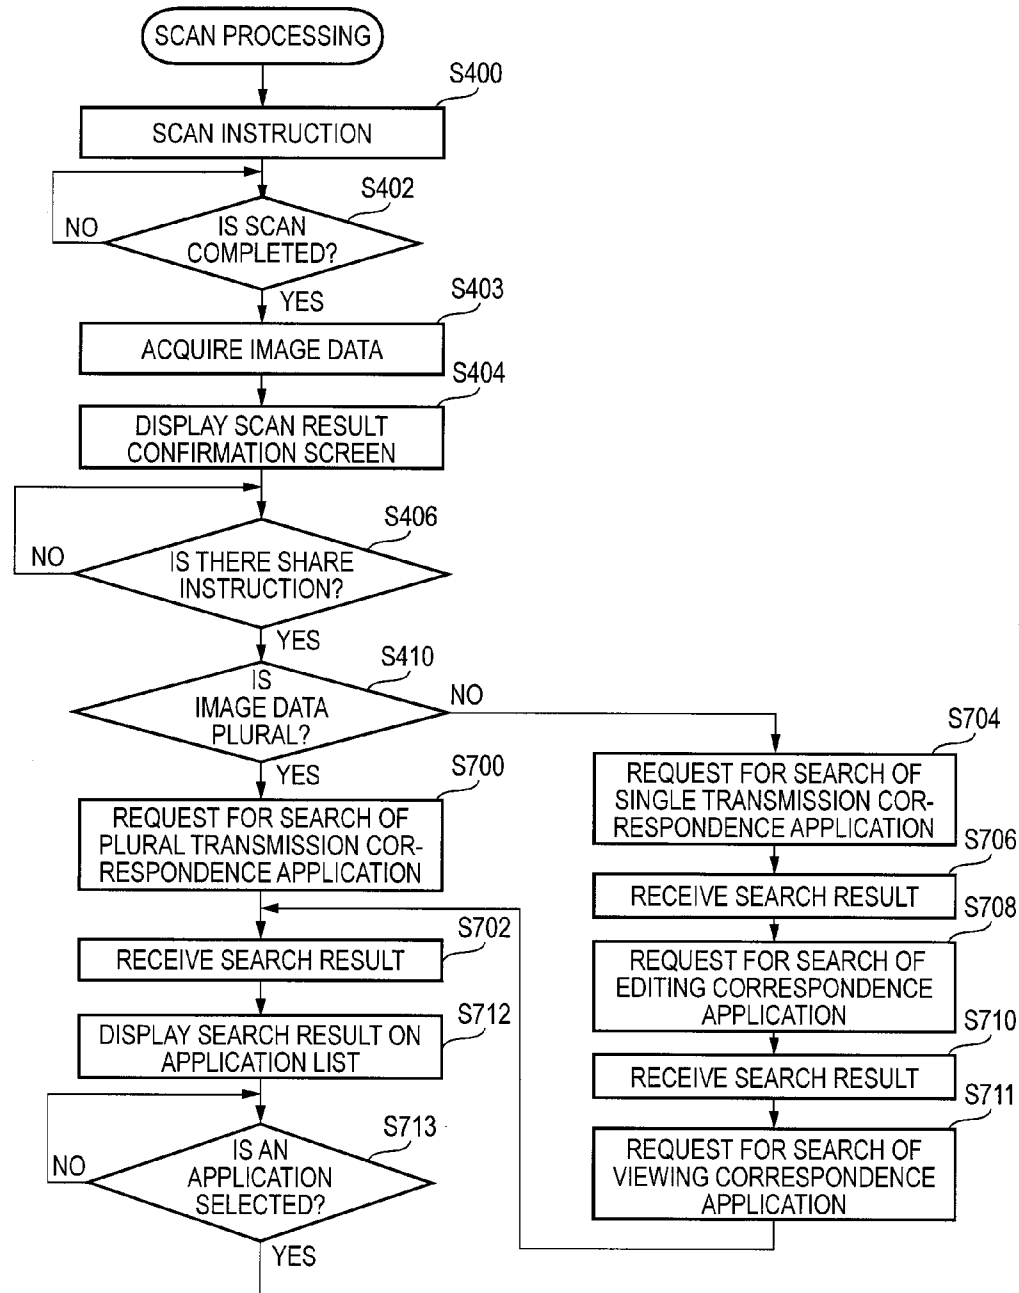 SCAN PROCESSING
S400
SCAN INSTRUCTION
S402
NO
IS SCAN
COMPLETED?
YES
S403
ACQUIRE IMAGE DATA
S404
DISPLAY SCAN RESULT
CONFIRMATION SCREEN
S406
NO
IS THERE SHARE
INSTRUCTION?
YES
S410
IS
IMAGE DATA
PLURAL?
NO
YES
S700
REQUEST FOR SEARCH OF
PLURAL TRANSMISSION COR-
RESPONDENCE APPLICATION
S702
RECEIVE SEARCH RESULT
S712
DISPLAY SEARCH RESULT ON
APPLICATION LIST
S713
NO
IS AN
APPLICATION
SELECTED?
YES
S704
REQUEST FOR SEARCH OF
SINGLE TRANSMISSION COR-
RESPONDENCE APPLICATION
S706
RECEIVE SEARCH RESULT
S708
REQUEST FOR SEARCH OF
EDITING CORRESPONDENCE
APPLICATION
S710
RECEIVE SEARCH RESULT
S711
REQUEST FOR SEARCH OF
VIEWING CORRESPONDENCE
APPLICATION